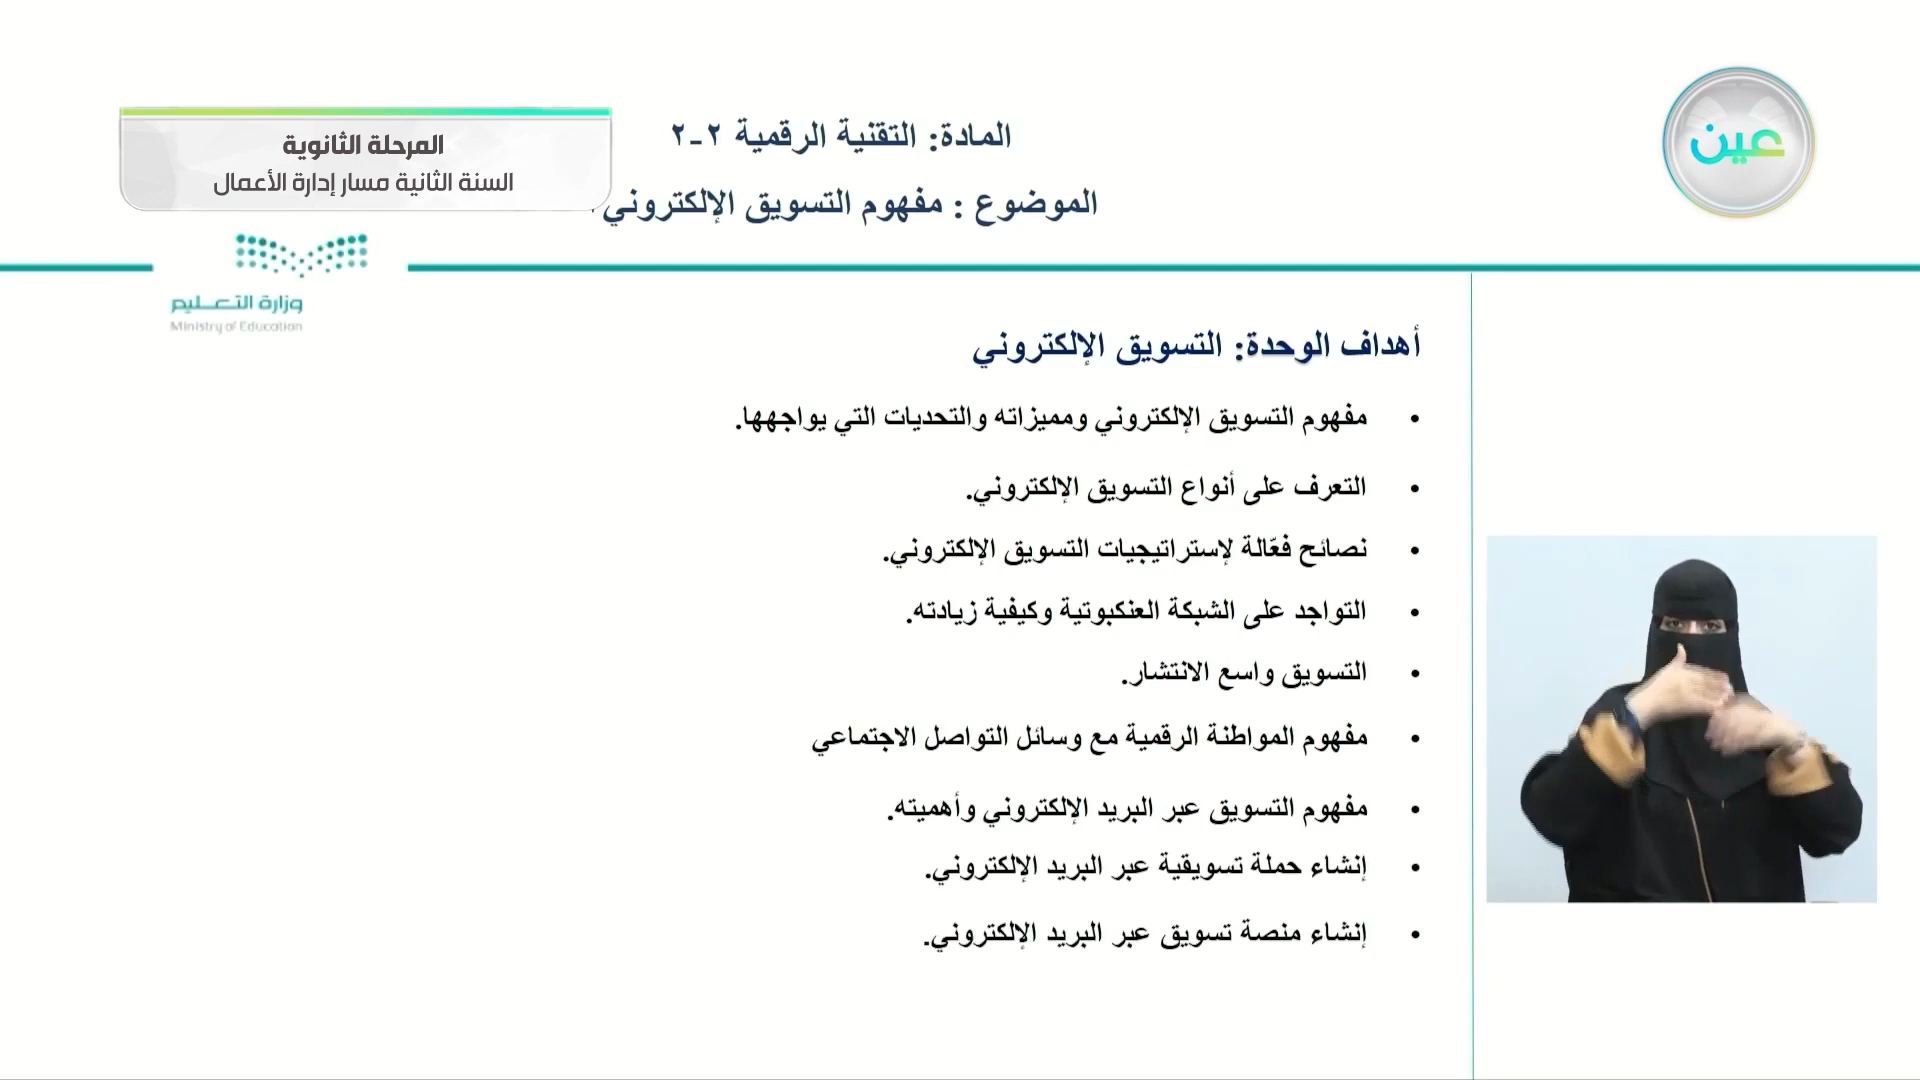 عين
المادة: التقنية الرقمية ٢-٢
المرحلة الثانوية
السنة الثانية مسار إدارة الأعمال
الموضوع : مفهوم التسويق الإلكتروني
وزارة التعليم
Ministry of Education
أهداف الوحدة: التسويق الإلكتروني
• مفهوم التسويق الإلكتروني ومميزاته والتحديات التي يواجهها.
• التعرف على أنواع التسويق الإلكتروني.
• نصائح فعّالة لإستراتيجيات التسويق الإلكتروني.
• التواجد على الشبكة العنكبوتية وكيفية زيادته.
• التسويق واسع الانتشار.
• مفهوم المواطنة الرقمية مع وسائل التواصل الاجتماعي
• مفهوم التسويق عبر البريد الإلكتروني وأهميته.
• إنشاء حملة تسويقية عبر البريد الإلكتروني.
• إنشاء منصة تسويق عبر البريد الإلكتروني.